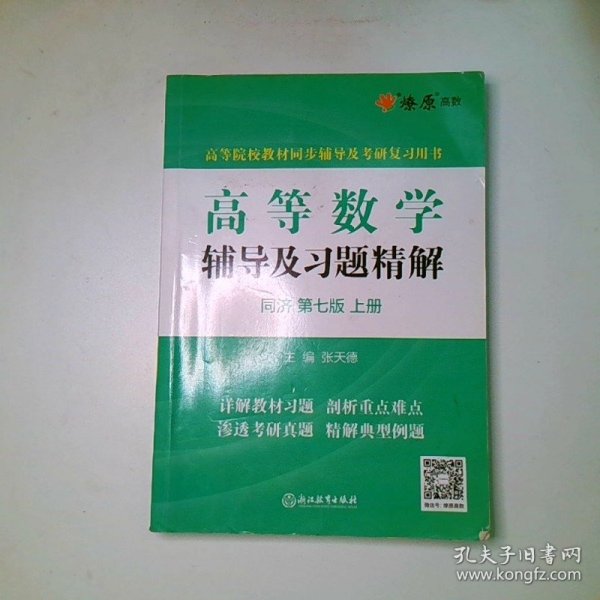 "燎原"高数
高等院校教材同步辅导及考研复习用书
高等数学
辅导及习题精解
同济 第七版 上册
主 编 张天德
详解教材习题 剖析重点难点
渗透考研真题 精解典型例题
浙江教育出版社
微信号:燎原高数
孔夫子旧书网
www.kongfz.com